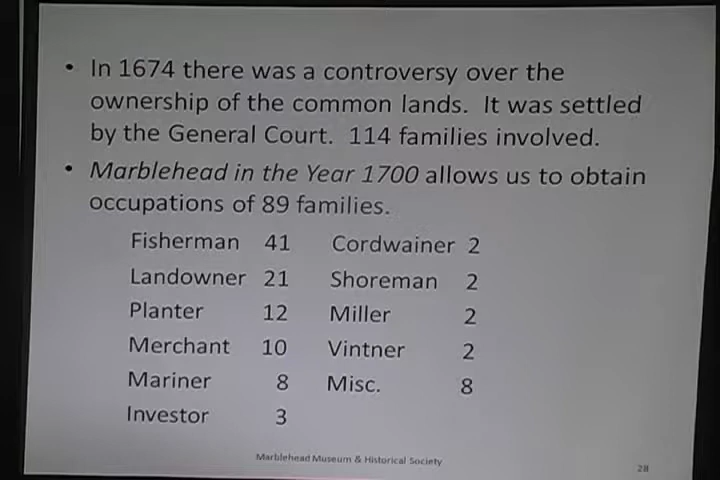 • In 1674 there was a controversy over the
ownership of the common lands. It was settled
by the General Court. 114 families involved.
• Marblehead in the Year 1700 allows us to obtain
occupations of 89 families.
Fisherman 41 Cordwainer 2
Landowner 21 Shoreman 2
Planter 12 Miller 2
Merchant 10 Vintner 2
Mariner 8 Misc. 8
Investor 3
Marblehead Museum & Historical Society
28